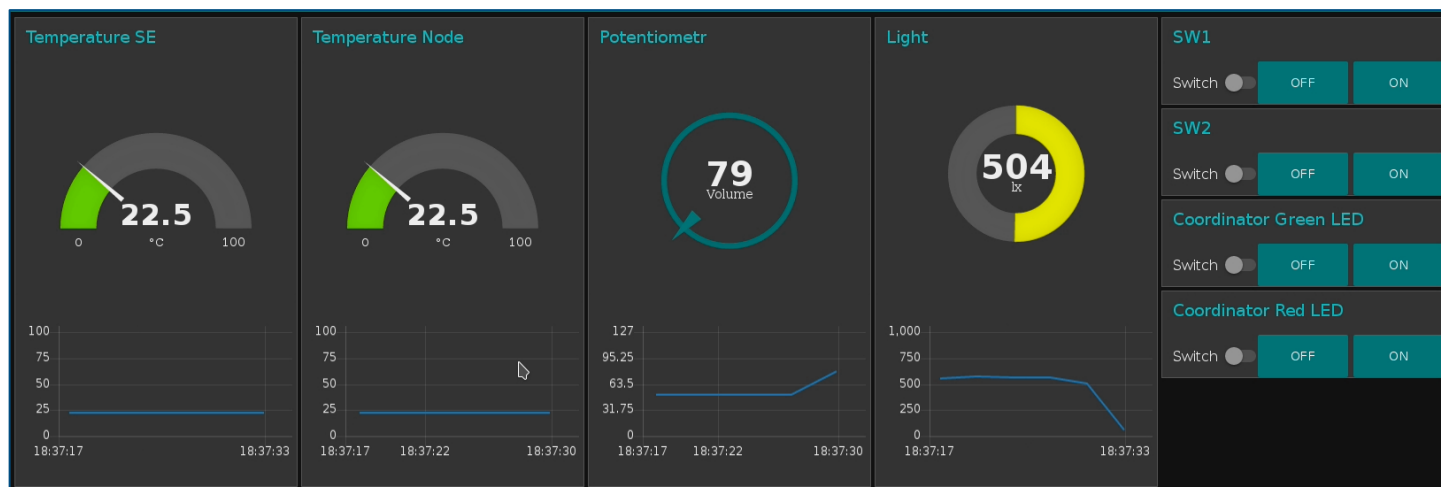 Temperature SE
22.5
0 °C 100
100
75
50
25
0
18:37:17 18:37:33
Temperature Node
22.5
0 °C 100
100
75
50
25
0
18:37:17 18:37:22 18:37:30
Potentiometr
79
Volume
127
95.25
63.5
31.75
0
18:37:17 18:37:22 18:37:30
Light
504
lx
1,000
750
500
250
0
18:37:17 18:37:33
SW1
Switch OFF ON
SW2
Switch OFF ON
Coordinator Green LED
Switch OFF ON
Coordinator Red LED
Switch OFF ON